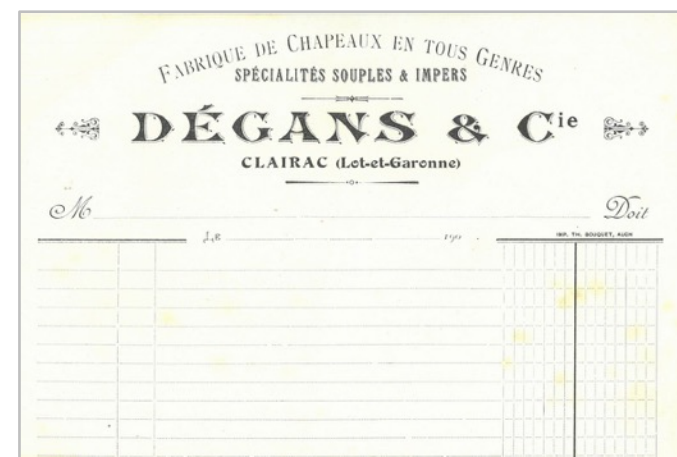 FABRIQUE DE CHAPEAUX EN TOUS GENRES
SPÉCIALITÉS SOUPLES & IMPERS
DÉGANS & Cie
CLAIRAC (Lot-et-Garonne)
M Doit
LE 190
IMP. TH. BOUQUET, AUCH